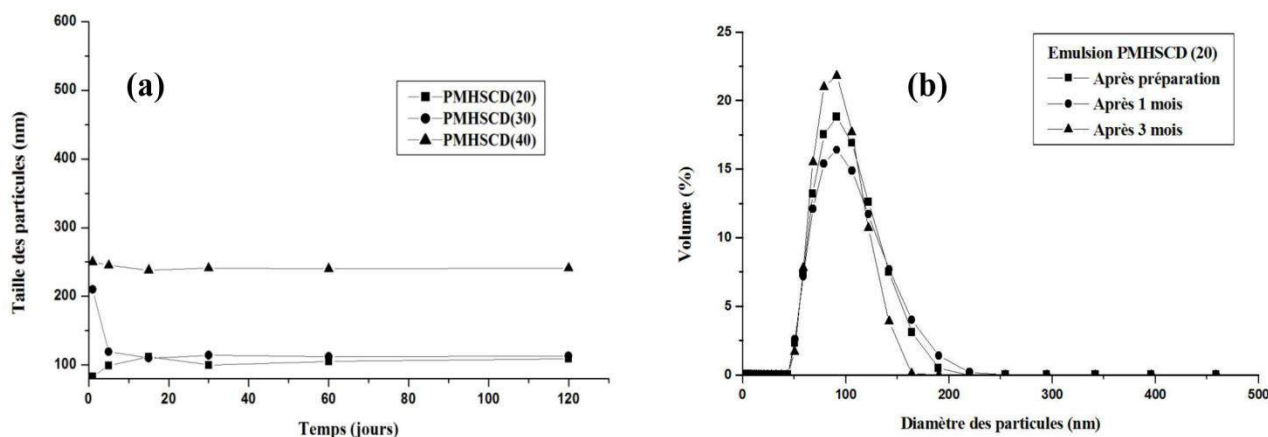 (a)
Taille des particules (nm)
600
500
400
300
200
100
PMHSCD(20)
PMHSCD(30)
PMHSCD(40)
0
20
40
60
80
100
120
Temps (jours)
(b)
Volume (%)
25
20
15
10
5
0
Emulsion PMHSCD (20)
Après préparation
Après 1 mois
Après 3 mois
0
100
200
300
400
500
Diamètre des particules (nm)